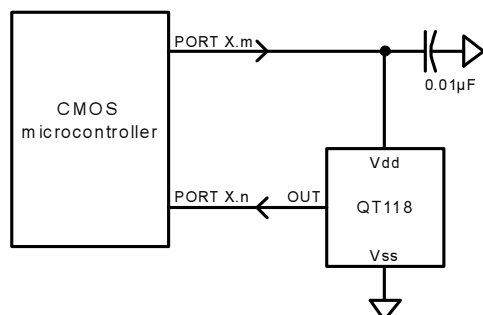 PORT X.m
CMOS
microcontroller
0.01µF
Vdd
PORT X.n
OUT
QT118
Vss